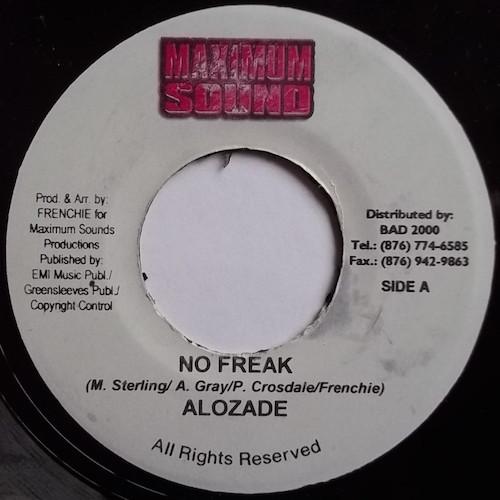 MAXIMUM
SOUND
Prod. & Arr. by:
FRENCHIE for
Maximum Sounds
Productions
Published by:
EMI Music Publ./
Greensleeves Publ./
Copyright Control
Distributed by:
BAD 2000
Tel.: (876) 774-6585
Fax.: (876) 942-9863
SIDE A
NO FREAK
(M. Sterling/ A. Gray/P. Crosdale/Frenchie)
ALOZADE
All Rights Reserved